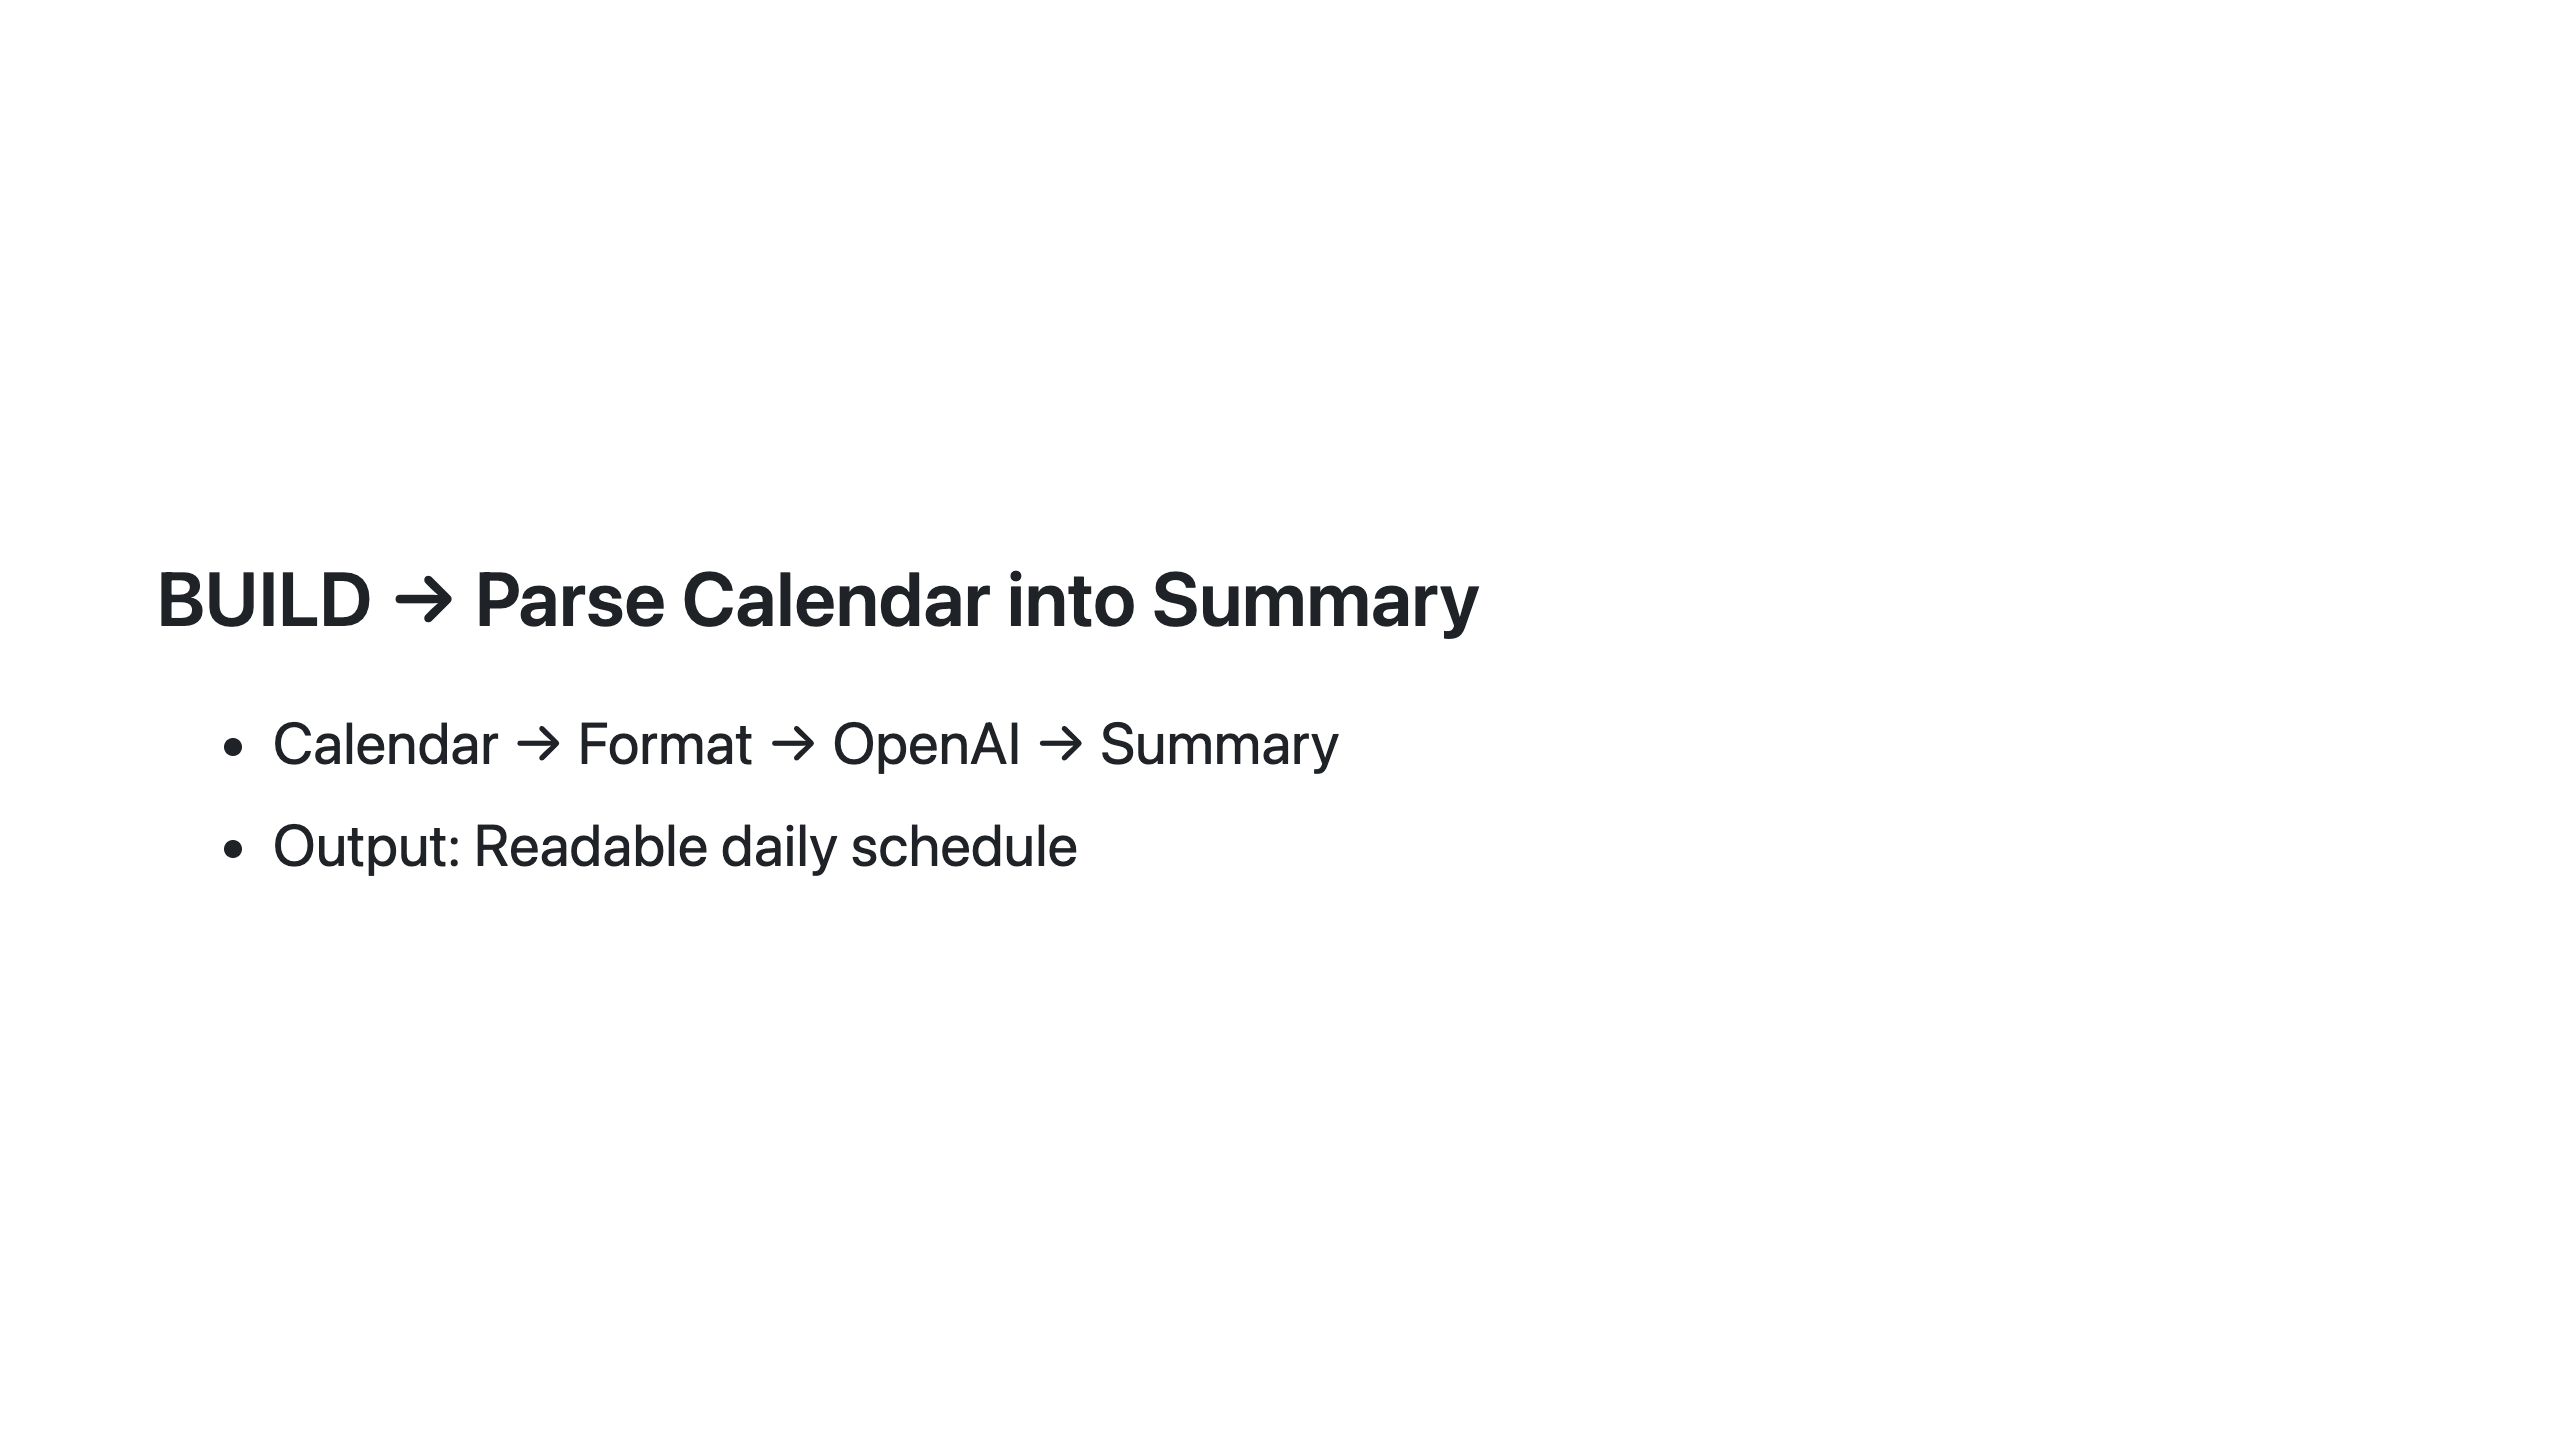 BUILD → Parse Calendar into Summary
• Calendar → Format → OpenAI → Summary
• Output: Readable daily schedule